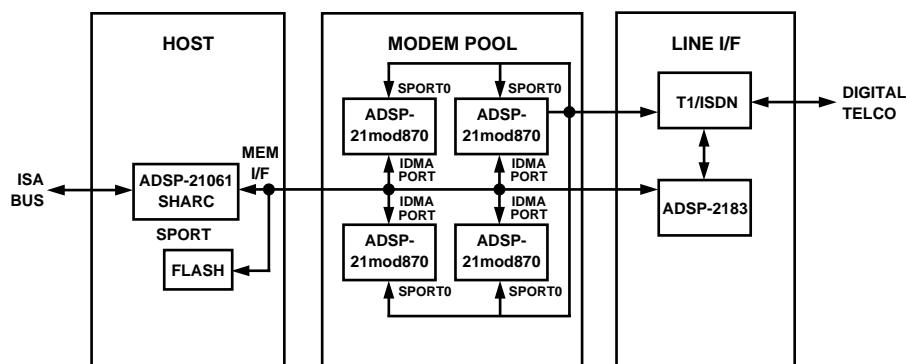 HOST
MODEM POOL
LINE I/F
SPORT0
SPORT0
ADSP-
21mod870
ADSP-
21mod870
T1/ISDN
DIGITAL
TELCO
MEM
I/F
IDMA
PORT
IDMA
PORT
ISA
BUS
ADSP-21061
SHARC
IDMA
PORT
IDMA
PORT
ADSP-2183
SPORT
FLASH
ADSP-
21mod870
ADSP-
21mod870
SPORT0
SPORT0